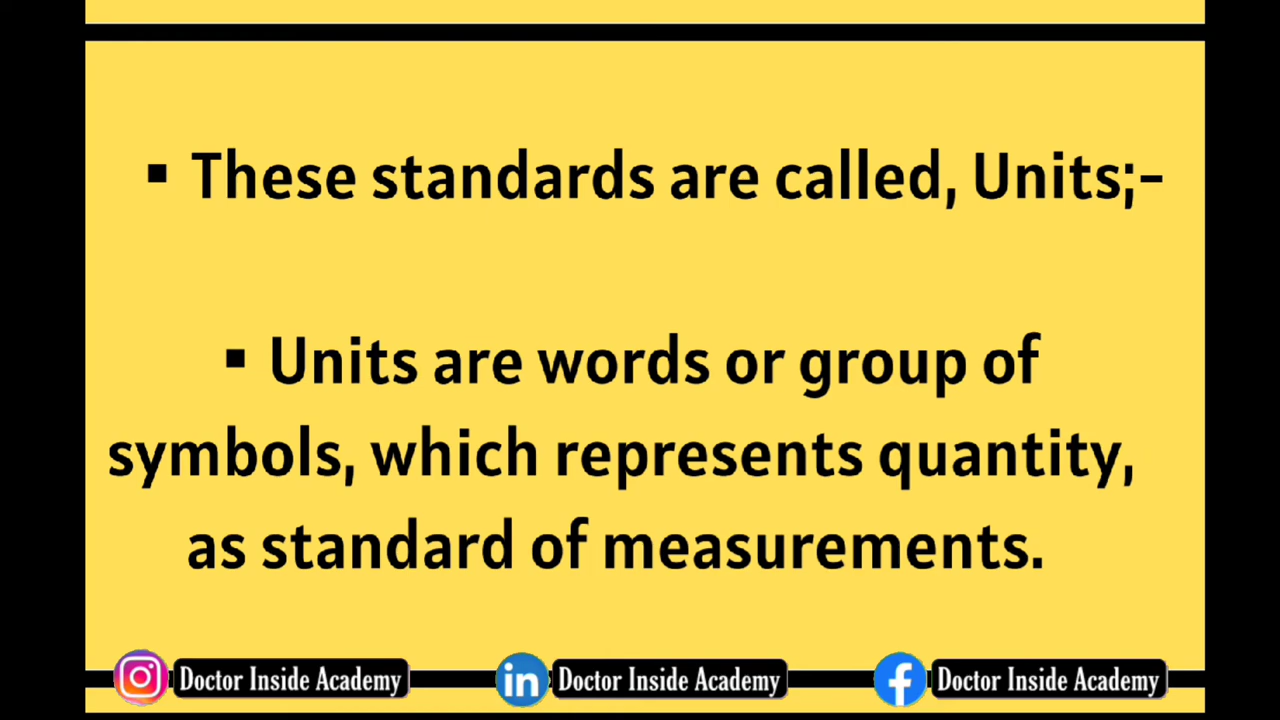 ▪ These standards are called, Units;-
▪ Units are words or group of
symbols, which represents quantity,
as standard of measurements.
Doctor Inside Academy
in Doctor Inside Academy
f Doctor Inside Academy